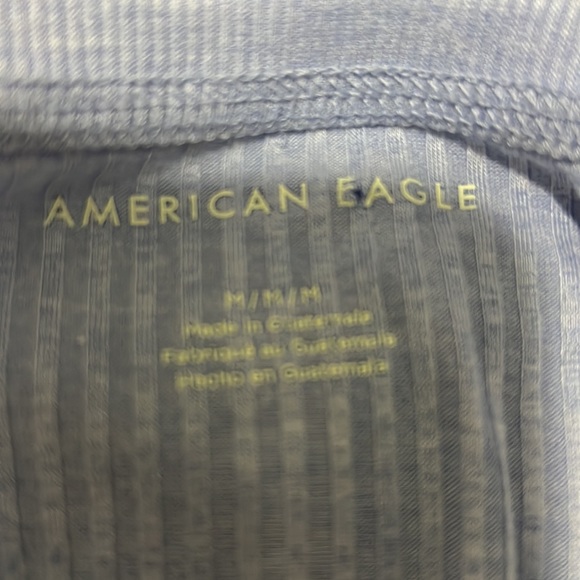 AMERICAN EAGLE
M/M/M
Made in Guatemala
Fabriqué au Guatemala
Hecho en Guatemala